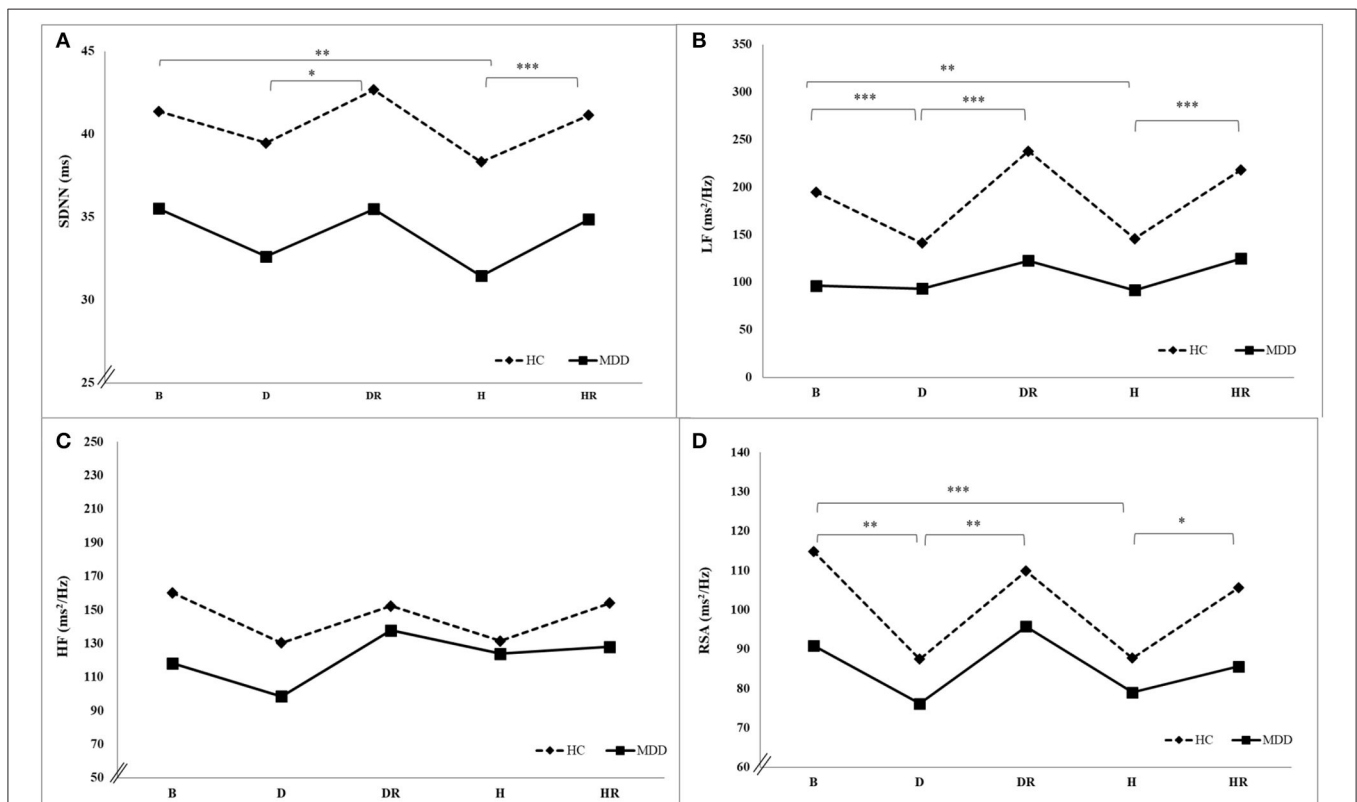 A
SDNN (ms)
45
40
35
30
25
**
*
***
HC
MDD
B D DR H HR
B
LF (ms²/Hz)
350
300
250
200
150
100
50
0
**
*** *** ***
HC
MDD
B D DR H HR
C
HF (ms²/Hz)
250
230
210
190
170
150
130
110
90
70
50
HC
MDD
B D DR H HR
D
RSA (ms²/Hz)
140
130
120
110
100
90
80
70
60
***
** ** *
HC
MDD
B D DR H HR